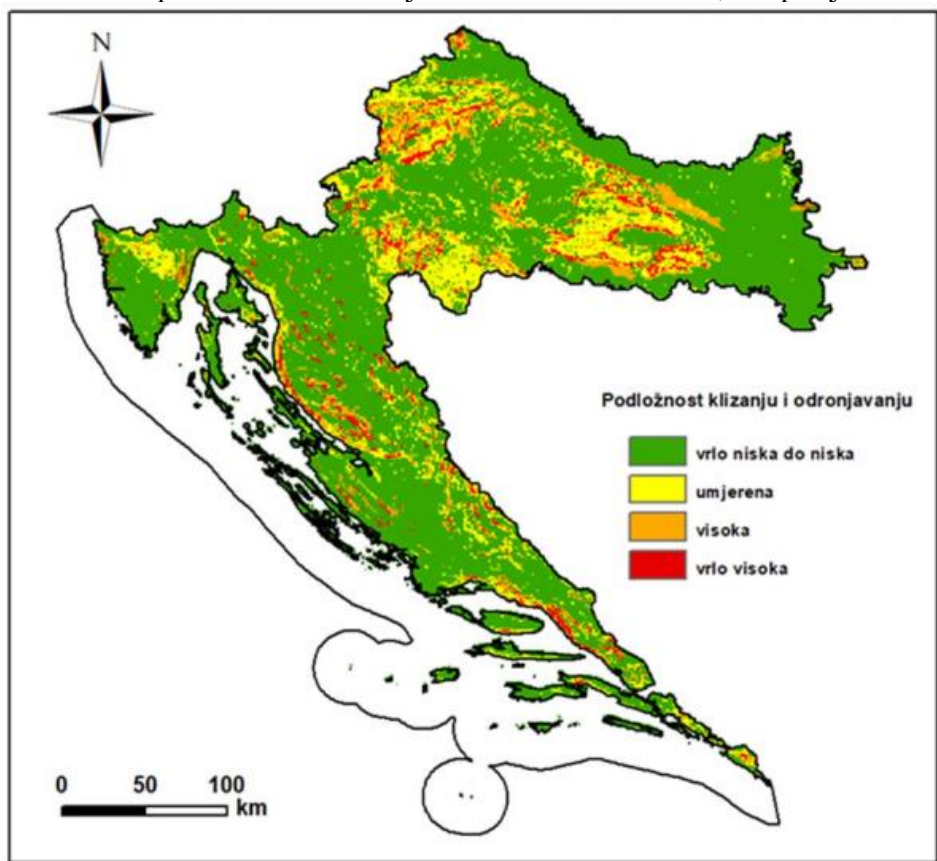 N
Podložnost klizanju i odronjavanju
vrlo niska do niska
umjerena
visoka
vrlo visoka
0 50 100
km